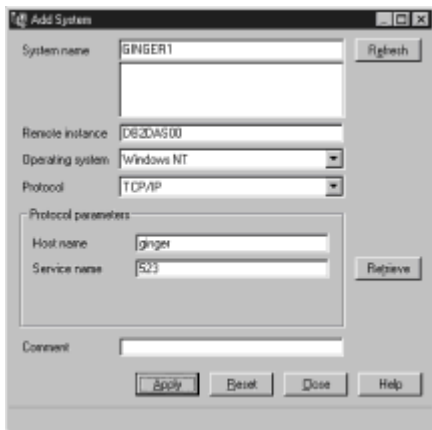 Add System
System name GINGER1 Refresh
Remote instance DB2DAS00
Operating system Windows NT
Protocol TCP/IP
Protocol parameters
Host name ginger
Service name 523 Retrieve
Comment
Apply Reset Close Help